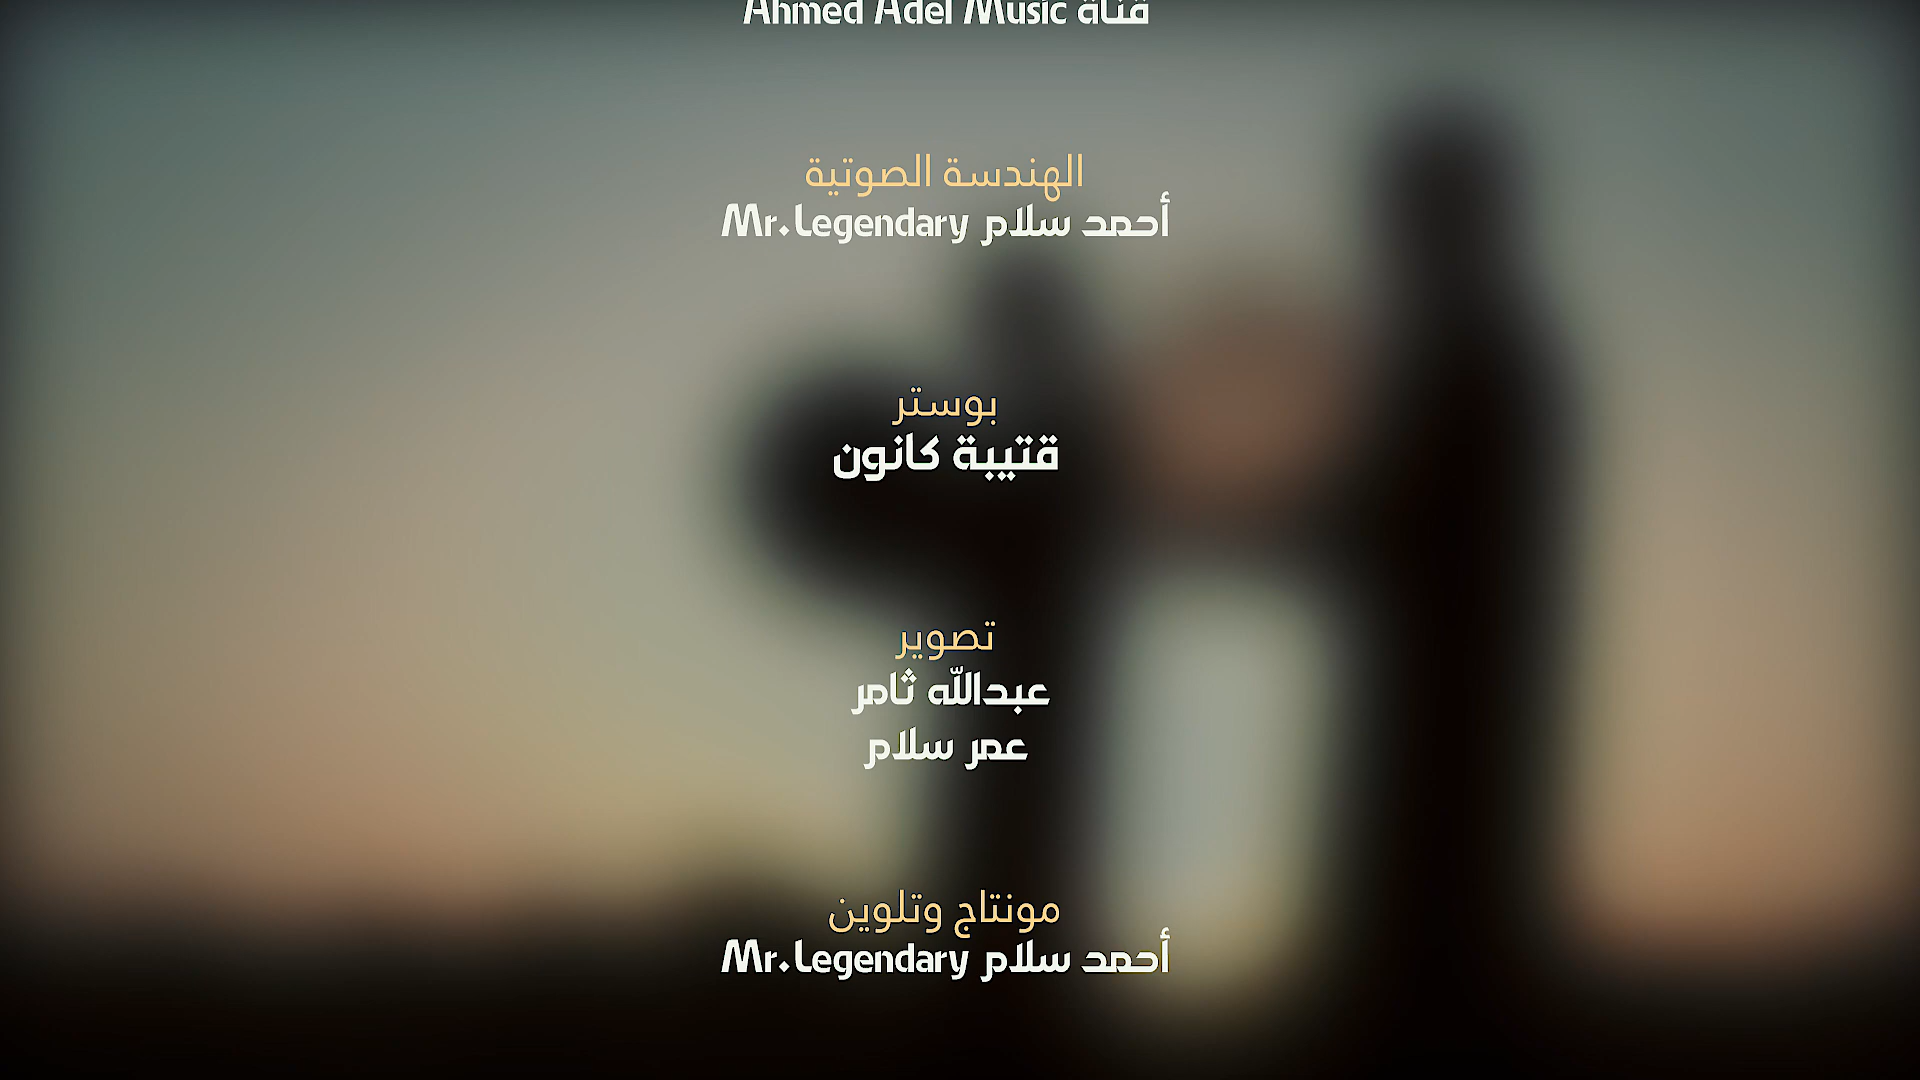 قناة Ahmed Adel Music
الهندسة الصوتية
أحمد سلام Mr.Legendary
بوستر
قتيبة كانون
تصوير
عبدالله ثامر
عمر سلام
مونتاج وتلوين
أحمد سلام Mr.Legendary